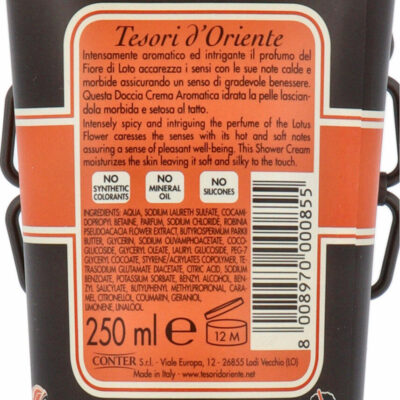 Tesori d'Oriente
Intensamente aromatico ed intrigante il profumo del
Fiore di Loto accarezza i sensi con le sue note calde e
morbide assicurando un senso di gradevole benessere.
Questa Doccia Crema Aromatica idrata la pelle lascian-
dola morbida e setosa al tatto.
Intensely spicy and intriguing the perfume of the Lotus
Flower caresses the senses with its hot and soft notes
assuring a sense of pleasant well-being. This Shower Cream
moisturizes the skin leaving it soft and silky to the touch.
NO
SYNTHETIC
COLORANTS
NO
MINERAL
OIL
NO
SILICONES
INGREDIENTS: AQUA, SODIUM LAURETH SULFATE, COCAMI-
DOPROPYL BETAINE, PARFUM, SODIUM CHLORIDE, ROBINIA
PSEUDOACACIA FLOWER EXTRACT, BUTYROSPERMUM PARKII
BUTTER, GLYCERIN, SODIUM OLIVAMPHOACETATE, COCO-
GLUCOSIDE, GLYCERYL OLEATE, LAURYL GLUCOSIDE, PEG-7
GLYCERYL COCOATE, STYRENE/ACRYLATES COPOLYMER, TE-
TRASODIUM GLUTAMATE DIACETATE, CITRIC ACID, SODIUM
BENZOATE, POTASSIUM SORBATE, BENZYL ALCOHOL, BEN-
ZYL SALICYLATE, BUTYLPHENYL METHYLPROPIONAL, CARA-
MEL, CITRONELLOL, COUMARIN, GERANIOL,
LIMONENE, LINALOOL
8 008970 000855
250 ml e
12 M
CONTER S.r.l. - Viale Europa, 12 - 26855 Lodi Vecchio (LO)
Made in Italy - www.tesoridoriente.net